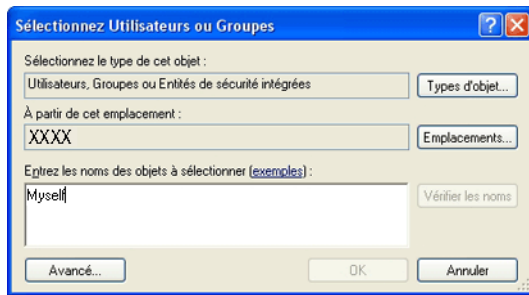 Sélectionnez Utilisateurs ou Groupes
Sélectionnez le type de cet objet :
Utilisateurs, Groupes ou Entités de sécurité intégrées
Types d'objet...
À partir de cet emplacement :
XXXX
Emplacements...
Entrez les noms des objets à sélectionner (exemples) :
Myself
Vérifier les noms
Avancé...
OK
Annuler